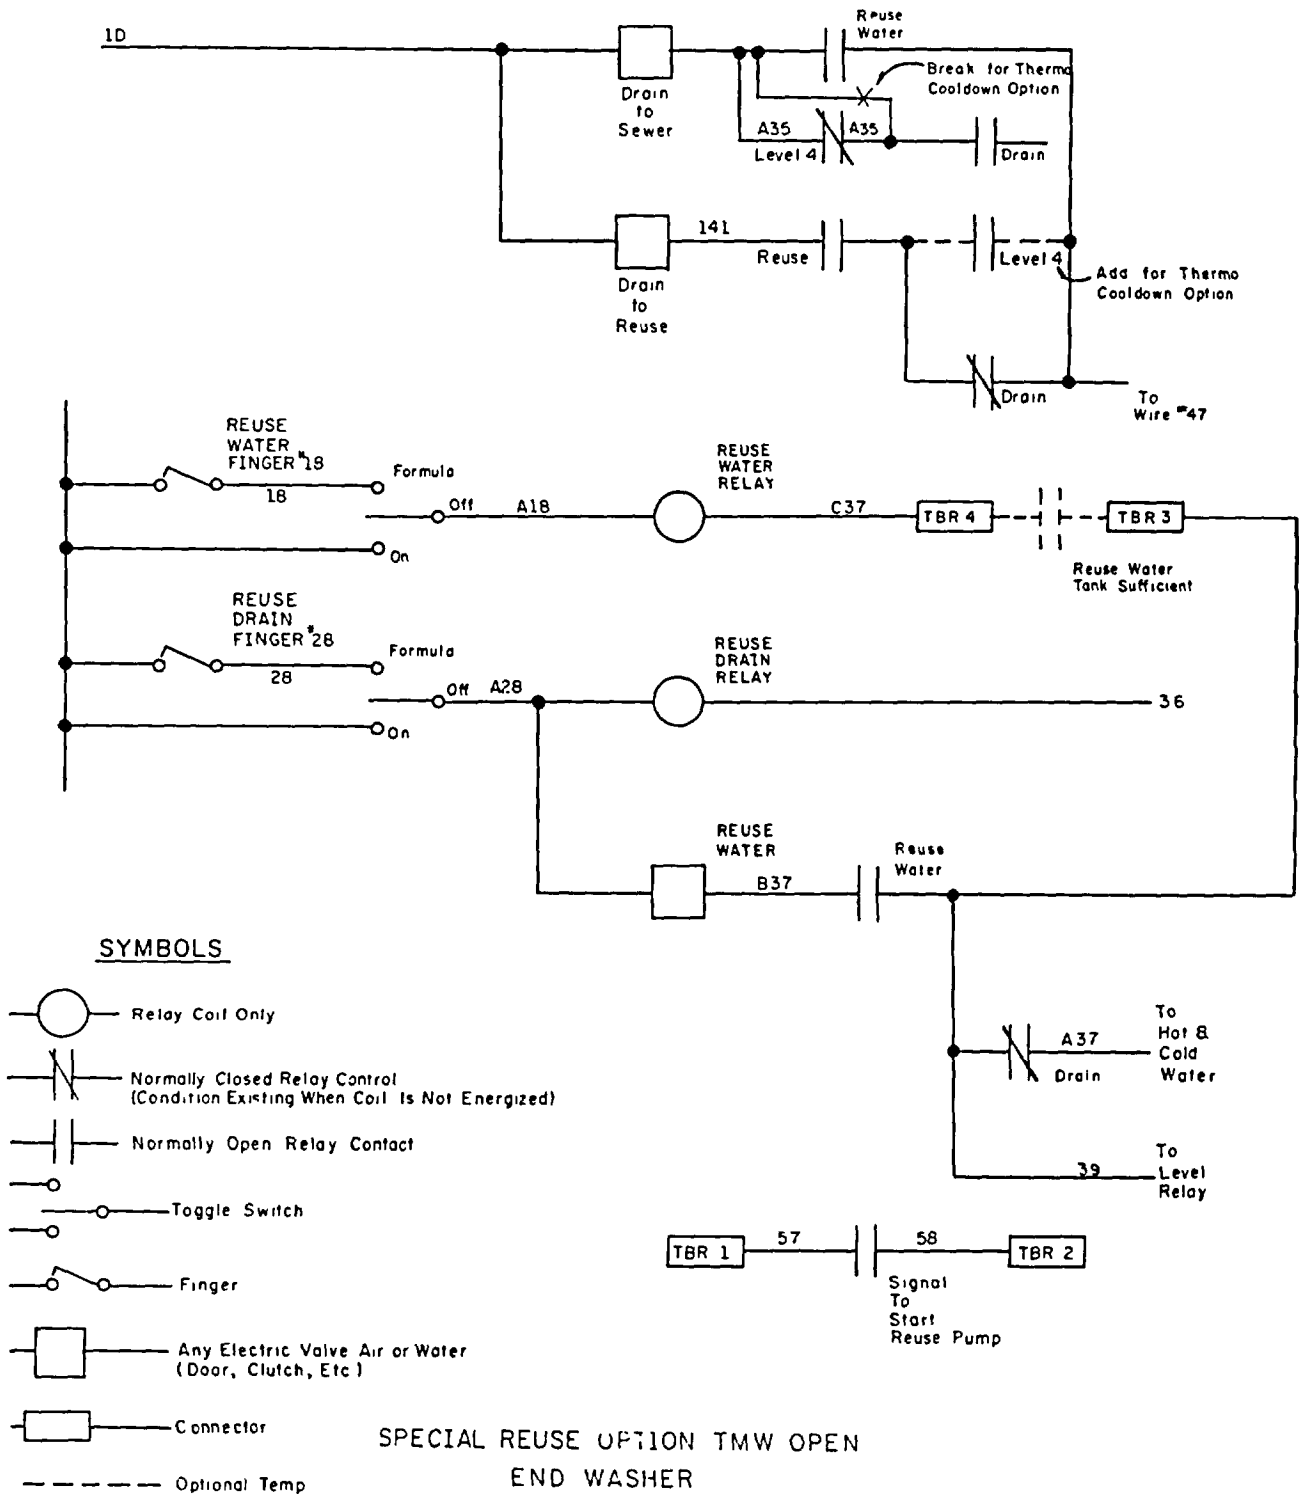 1D
Reuse
Water
Break for Thermo
Cooldown Option
Drain
to
Sewer
A35
A35
Level 4
Drain
141
Reuse
Level 4
Add for Thermo
Cooldown Option
Drain
to
Reuse
Drain
To
Wire #47
REUSE
WATER
FINGER #18
18
Formula
Off
A18
On
REUSE
WATER
RELAY
C37
TBR 4
TBR 3
Reuse Water
Tank Sufficient
REUSE
DRAIN
FINGER #28
28
Formula
Off
A28
On
REUSE
DRAIN
RELAY
36
REUSE
WATER
B37
Reuse
Water
A37
Drain
To
Hot &
Cold
Water
39
To
Level
Relay
TBR 1
57
58
TBR 2
Signal
To
Start
Reuse Pump
SYMBOLS
Relay Coil Only
Normally Closed Relay Control
(Condition Existing When Coil Is Not Energized)
Normally Open Relay Contact
Toggle Switch
Finger
Any Electric Valve Air or Water
(Door, Clutch, Etc)
Connector
Optional Temp
SPECIAL REUSE OPTION TMW OPEN
END WASHER